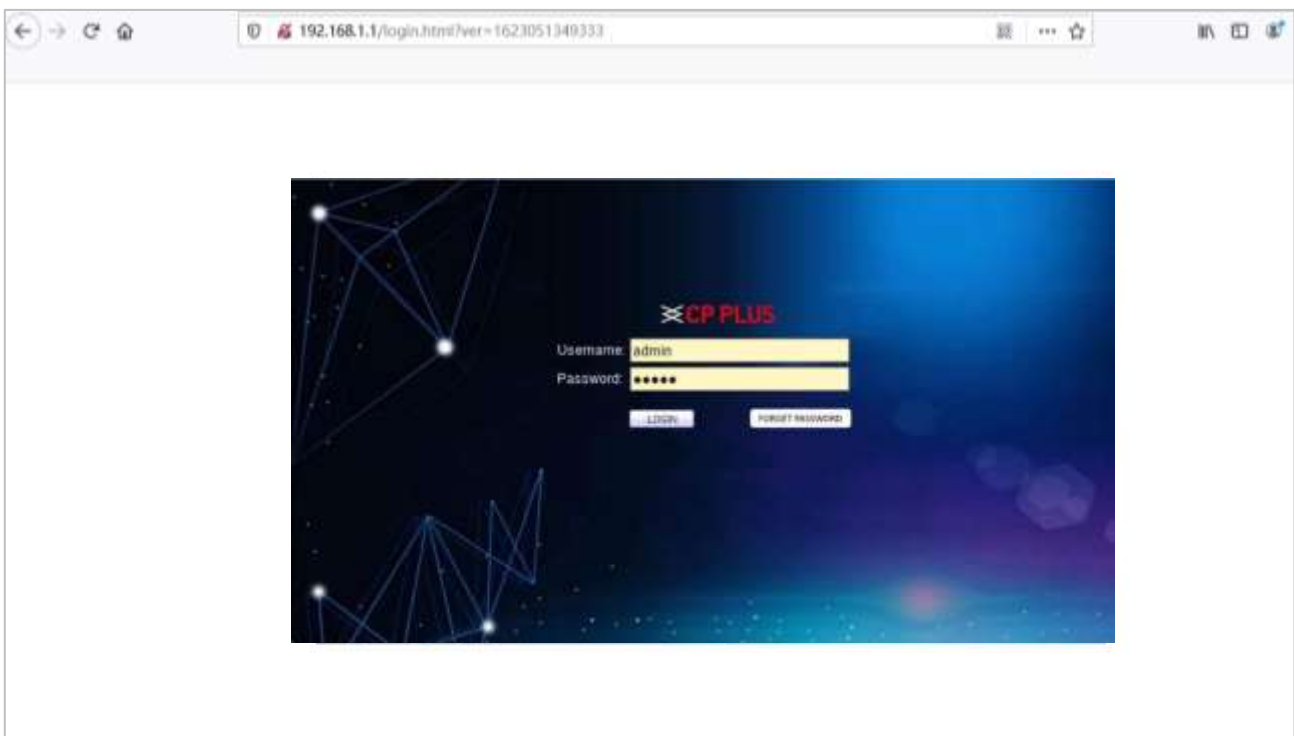 192.168.1.1/login.html?ver=1623051349333
CP PLUS
Username: admin
Password: •••••
LOGIN FORGET PASSWORD